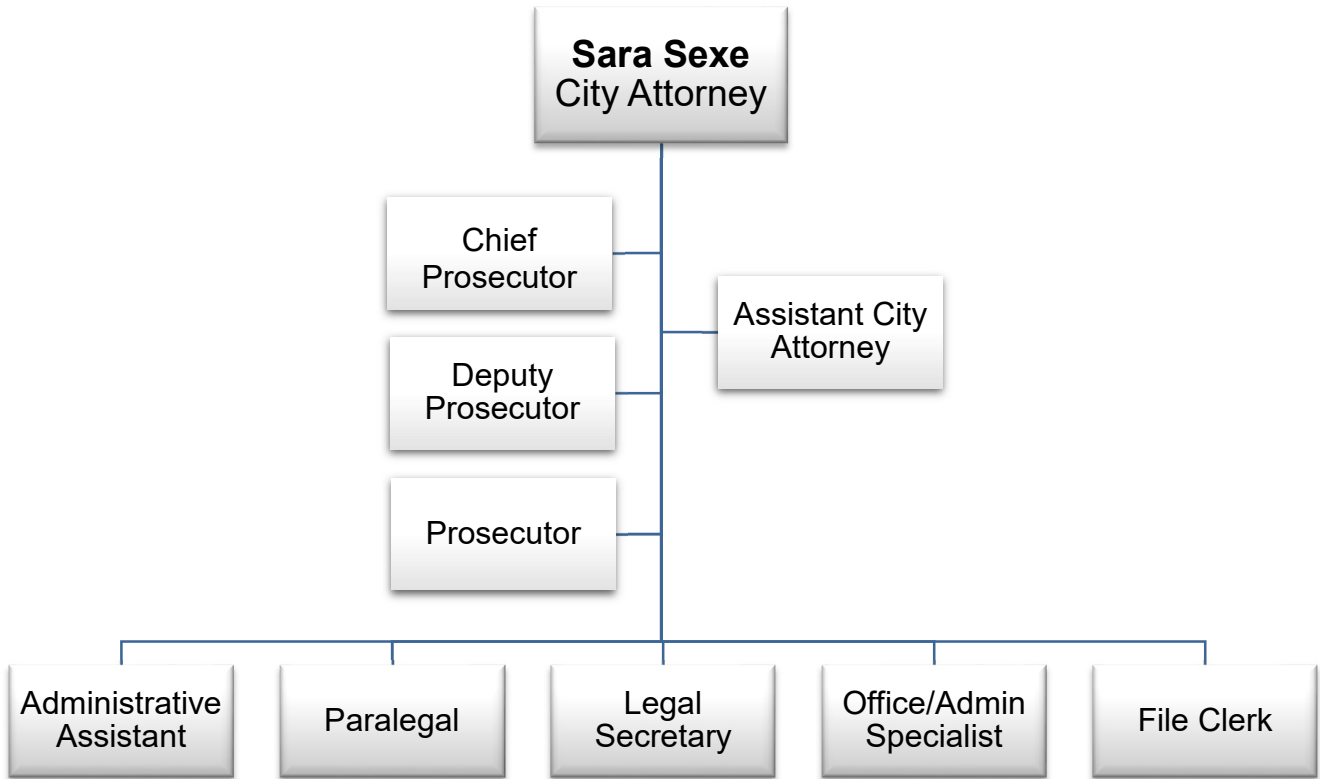 Sara Sexe
City Attorney
Chief
Prosecutor
Assistant City
Attorney
Deputy
Prosecutor
Prosecutor
Administrative
Assistant
Paralegal
Legal
Secretary
Office/Admin
Specialist
File Clerk